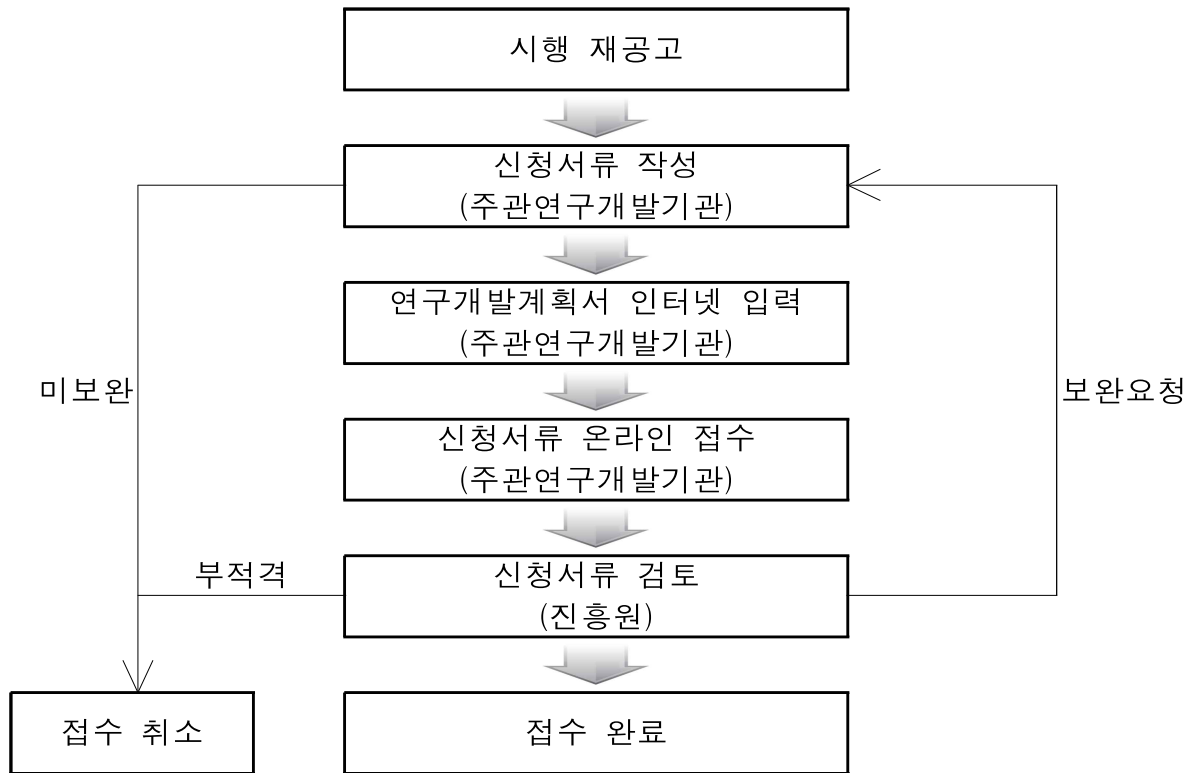 시행 재공고
신청서류 작성
(주관연구개발기관)
연구개발계획서 인터넷 입력
(주관연구개발기관)
미보완
보완요청
신청서류 온라인 접수
(주관연구개발기관)
부적격
신청서류 검토
(진흥원)
접수 취소
접수 완료